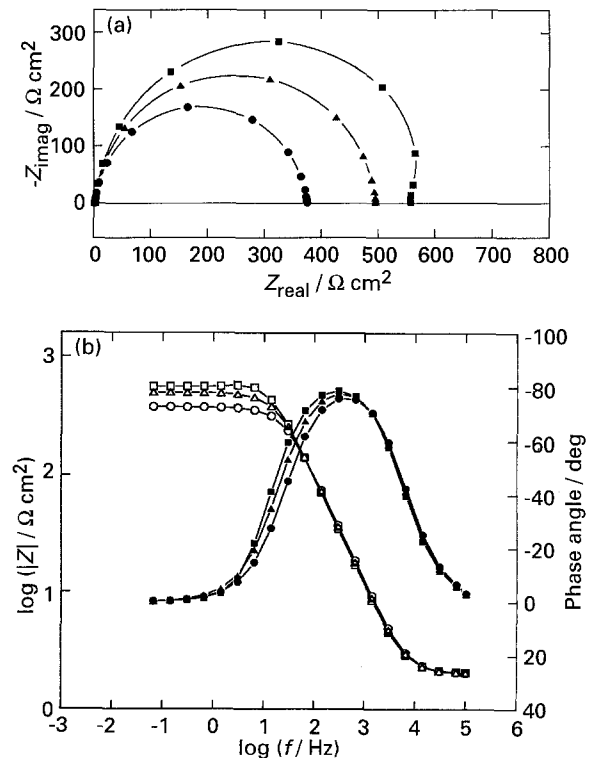 (a)
300
200
100
0
-Z_imag / Ω cm²
0 100 200 300 400 500 600 700 800
Z_real / Ω cm²
(b)
3
2
1
0
log (|Z| / Ω cm²)
-100
-80
-60
-40
-20
0
20
40
Phase angle / deg
-3 -2 -1 0 1 2 3 4 5 6
log (f / Hz)